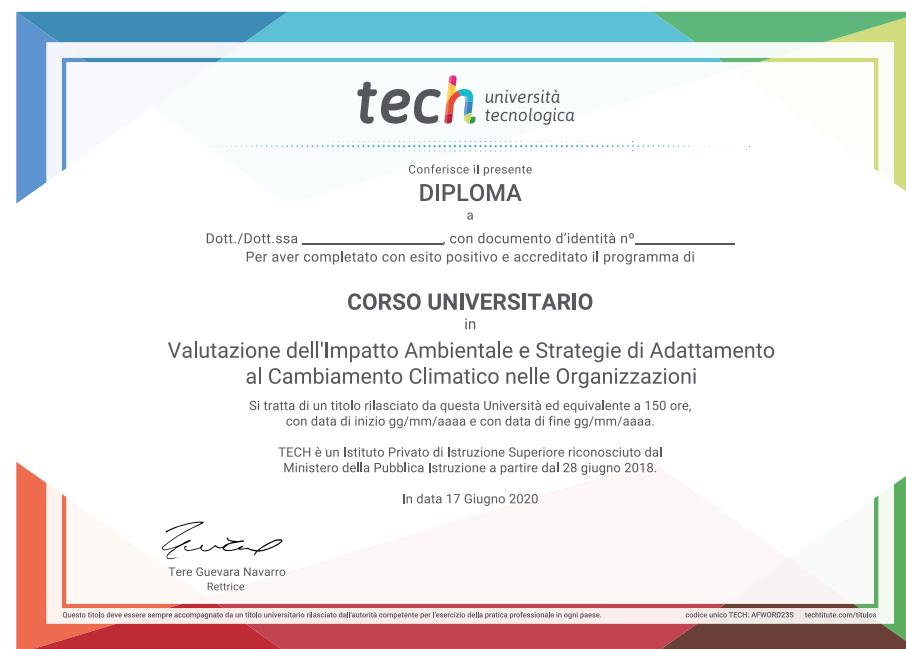 tech università
tecnologica
Conferisce il presente
DIPLOMA
a
Dott./Dott.ssa ____________________, con documento d'identità nº______________
Per aver completato con esito positivo e accreditato il programma di
CORSO UNIVERSITARIO
in
Valutazione dell'Impatto Ambientale e Strategie di Adattamento
al Cambiamento Climatico nelle Organizzazioni
Si tratta di un titolo rilasciato da questa Università ed equivalente a 150 ore,
con data di inizio gg/mm/aaaa e con data di fine gg/mm/aaaa.
TECH è un Istituto Privato di Istruzione Superiore riconosciuto dal
Ministero della Pubblica Istruzione a partire dal 28 giugno 2018.
In data 17 Giugno 2020
Tere Guevara Navarro
Rettrice
Questo titolo deve essere sempre accompagnato da un titolo universitario rilasciato dall'autorità competente per l'esercizio della pratica professionale in ogni paese. codice unico TECH: AFWORD23S techtitute.com/titulos